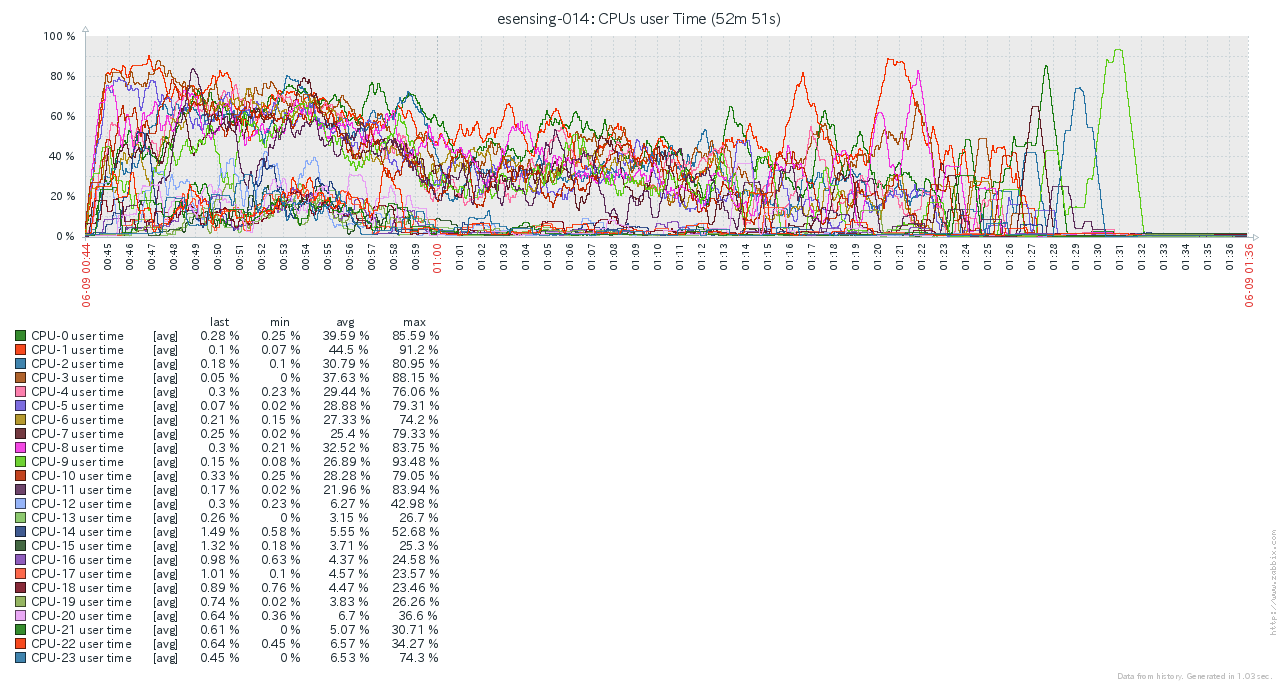 esensing-014: CPUs user Time (52m 51s)
100 %
80 %
60 %
40 %
20 %
0 %
06-09 00:44 00:45 00:46 00:47 00:48 00:49 00:50 00:51 00:52 00:53 00:54 00:55 00:56 00:57 00:58 00:59 01:00 01:01 01:02 01:03 01:04 01:05 01:06 01:07 01:08 01:09 01:10 01:11 01:12 01:13 01:14 01:15 01:16 01:17 01:18 01:19 01:20 01:21 01:22 01:23 01:24 01:25 01:26 01:27 01:28 01:29 01:30 01:31 01:32 01:33 01:34 01:35 01:36 06-09 01:36
last min avg max
CPU-0 user time [avg] 0.28 % 0.25 % 39.59 % 85.59 %
CPU-1 user time [avg] 0.1 % 0.07 % 44.5 % 91.2 %
CPU-2 user time [avg] 0.18 % 0.1 % 30.79 % 80.95 %
CPU-3 user time [avg] 0.05 % 0 % 37.63 % 88.15 %
CPU-4 user time [avg] 0.3 % 0.23 % 29.44 % 76.06 %
CPU-5 user time [avg] 0.07 % 0.02 % 28.88 % 79.31 %
CPU-6 user time [avg] 0.21 % 0.15 % 27.33 % 74.2 %
CPU-7 user time [avg] 0.25 % 0.02 % 25.4 % 79.33 %
CPU-8 user time [avg] 0.3 % 0.21 % 32.52 % 83.75 %
CPU-9 user time [avg] 0.15 % 0.08 % 26.89 % 93.48 %
CPU-10 user time [avg] 0.33 % 0.25 % 28.28 % 79.05 %
CPU-11 user time [avg] 0.17 % 0.02 % 21.96 % 83.94 %
CPU-12 user time [avg] 0.3 % 0.23 % 6.27 % 42.98 %
CPU-13 user time [avg] 0.26 % 0 % 3.15 % 26.7 %
CPU-14 user time [avg] 1.49 % 0.58 % 5.55 % 52.68 %
CPU-15 user time [avg] 1.32 % 0.18 % 3.71 % 25.3 %
CPU-16 user time [avg] 0.98 % 0.63 % 4.37 % 24.58 %
CPU-17 user time [avg] 1.01 % 0.1 % 4.57 % 23.57 %
CPU-18 user time [avg] 0.89 % 0.76 % 4.47 % 23.46 %
CPU-19 user time [avg] 0.74 % 0.02 % 3.83 % 26.26 %
CPU-20 user time [avg] 0.64 % 0.36 % 6.7 % 36.6 %
CPU-21 user time [avg] 0.61 % 0 % 5.07 % 30.71 %
CPU-22 user time [avg] 0.64 % 0.45 % 6.57 % 34.27 %
CPU-23 user time [avg] 0.45 % 0 % 6.53 % 74.3 %
http://www.zabbix.com
Data from history. Generated in 1.03 sec.